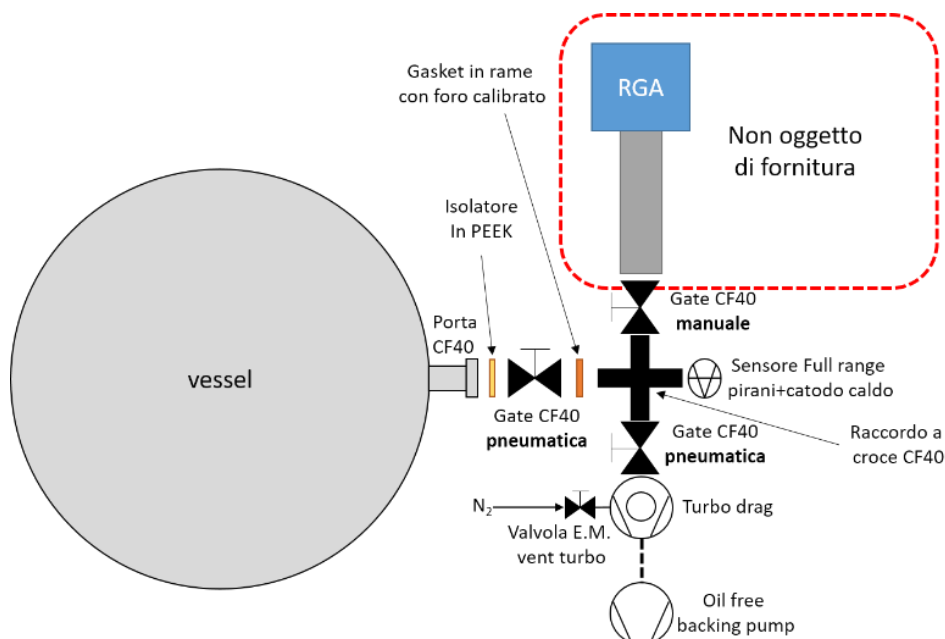 Gasket in rame
con foro calibrato
RGA
Non oggetto
di fornitura
Isolatore
In PEEK
Gate CF40
manuale
Porta
CF40
vessel
Sensore Full range
pirani+catodo caldo
Gate CF40
pneumatica
Gate CF40
pneumatica
Raccordo a
croce CF40
N₂
Valvola E.M.
vent turbo
Turbo drag
Oil free
backing pump